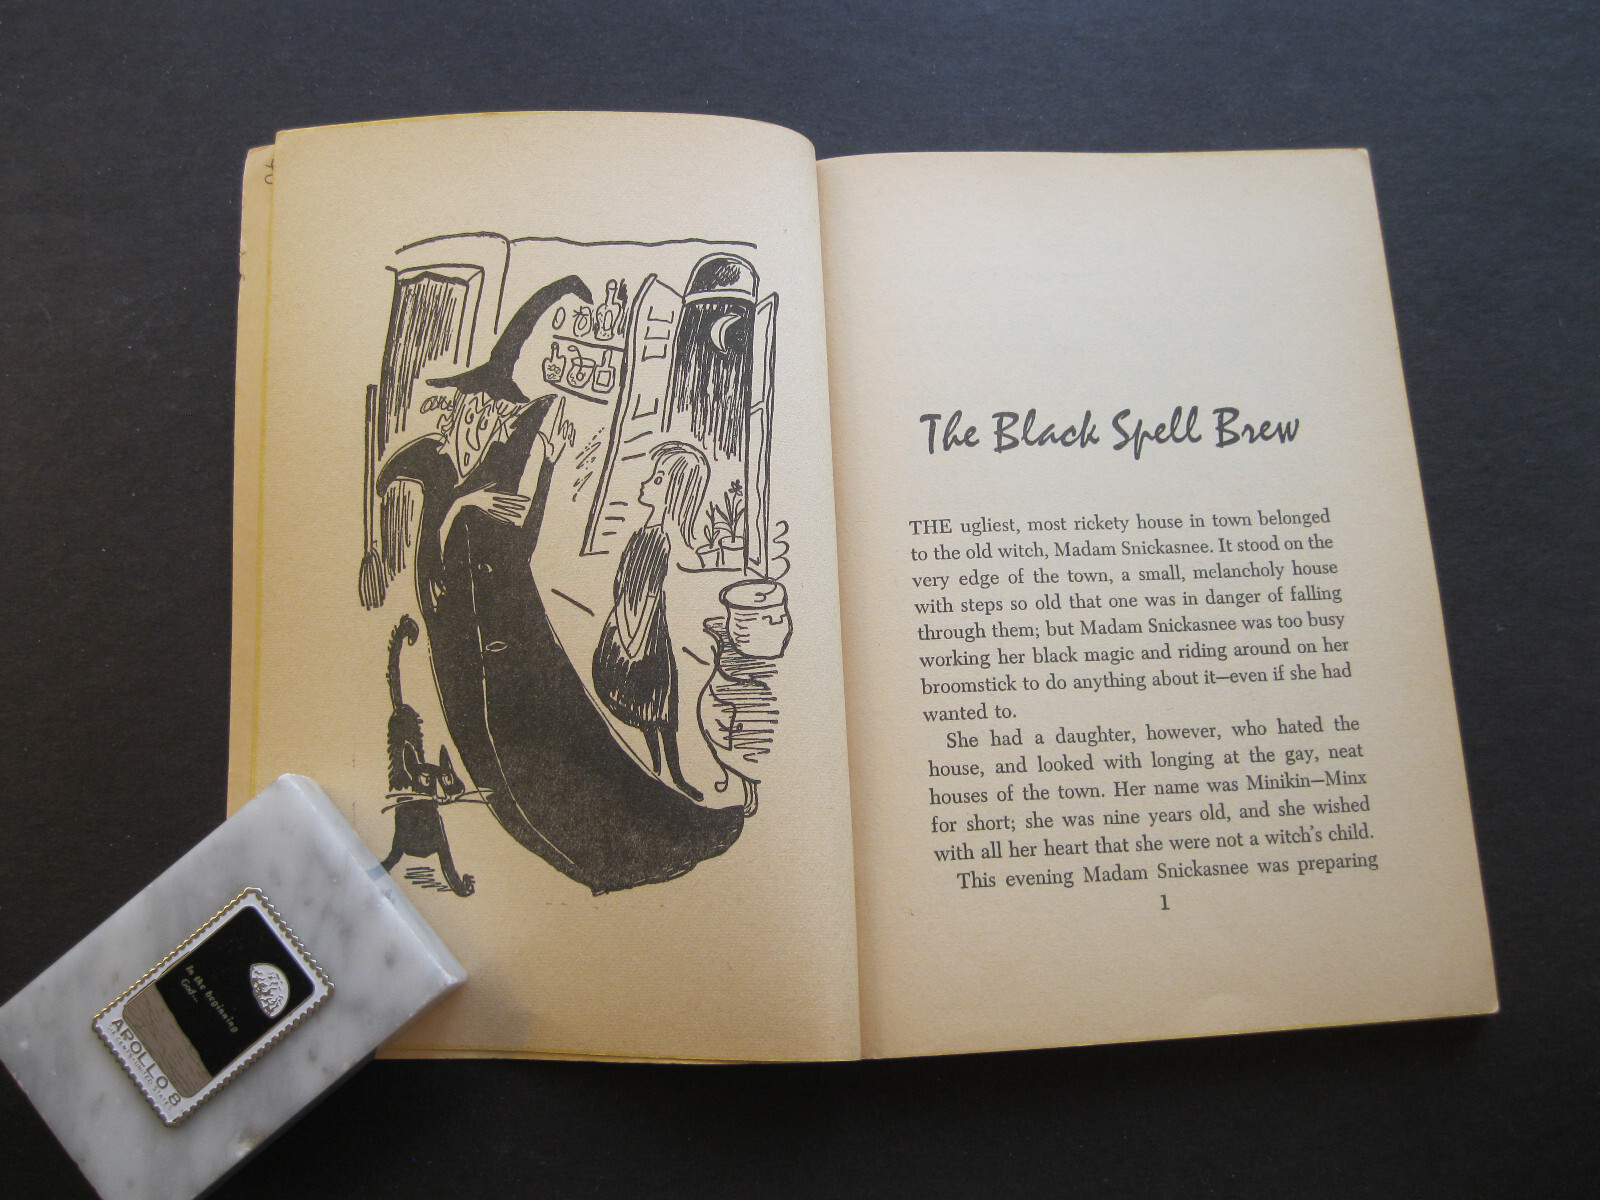 The Black Spell Brew
THE ugliest, most rickety house in town belonged
to the old witch, Madam Snickasnee. It stood on the
very edge of the town, a small, melancholy house
with steps so old that one was in danger of falling
through them; but Madam Snickasnee was too busy
working her black magic and riding around on her
broomstick to do anything about it—even if she had
wanted to.
She had a daughter, however, who hated the
house, and looked with longing at the gay, neat
houses of the town. Her name was Minikin—Minx
for short; she was nine years old, and she wished
with all her heart that she were not a witch's child.
This evening Madam Snickasnee was preparing
1
In the beginning
God...
APOLLO 8